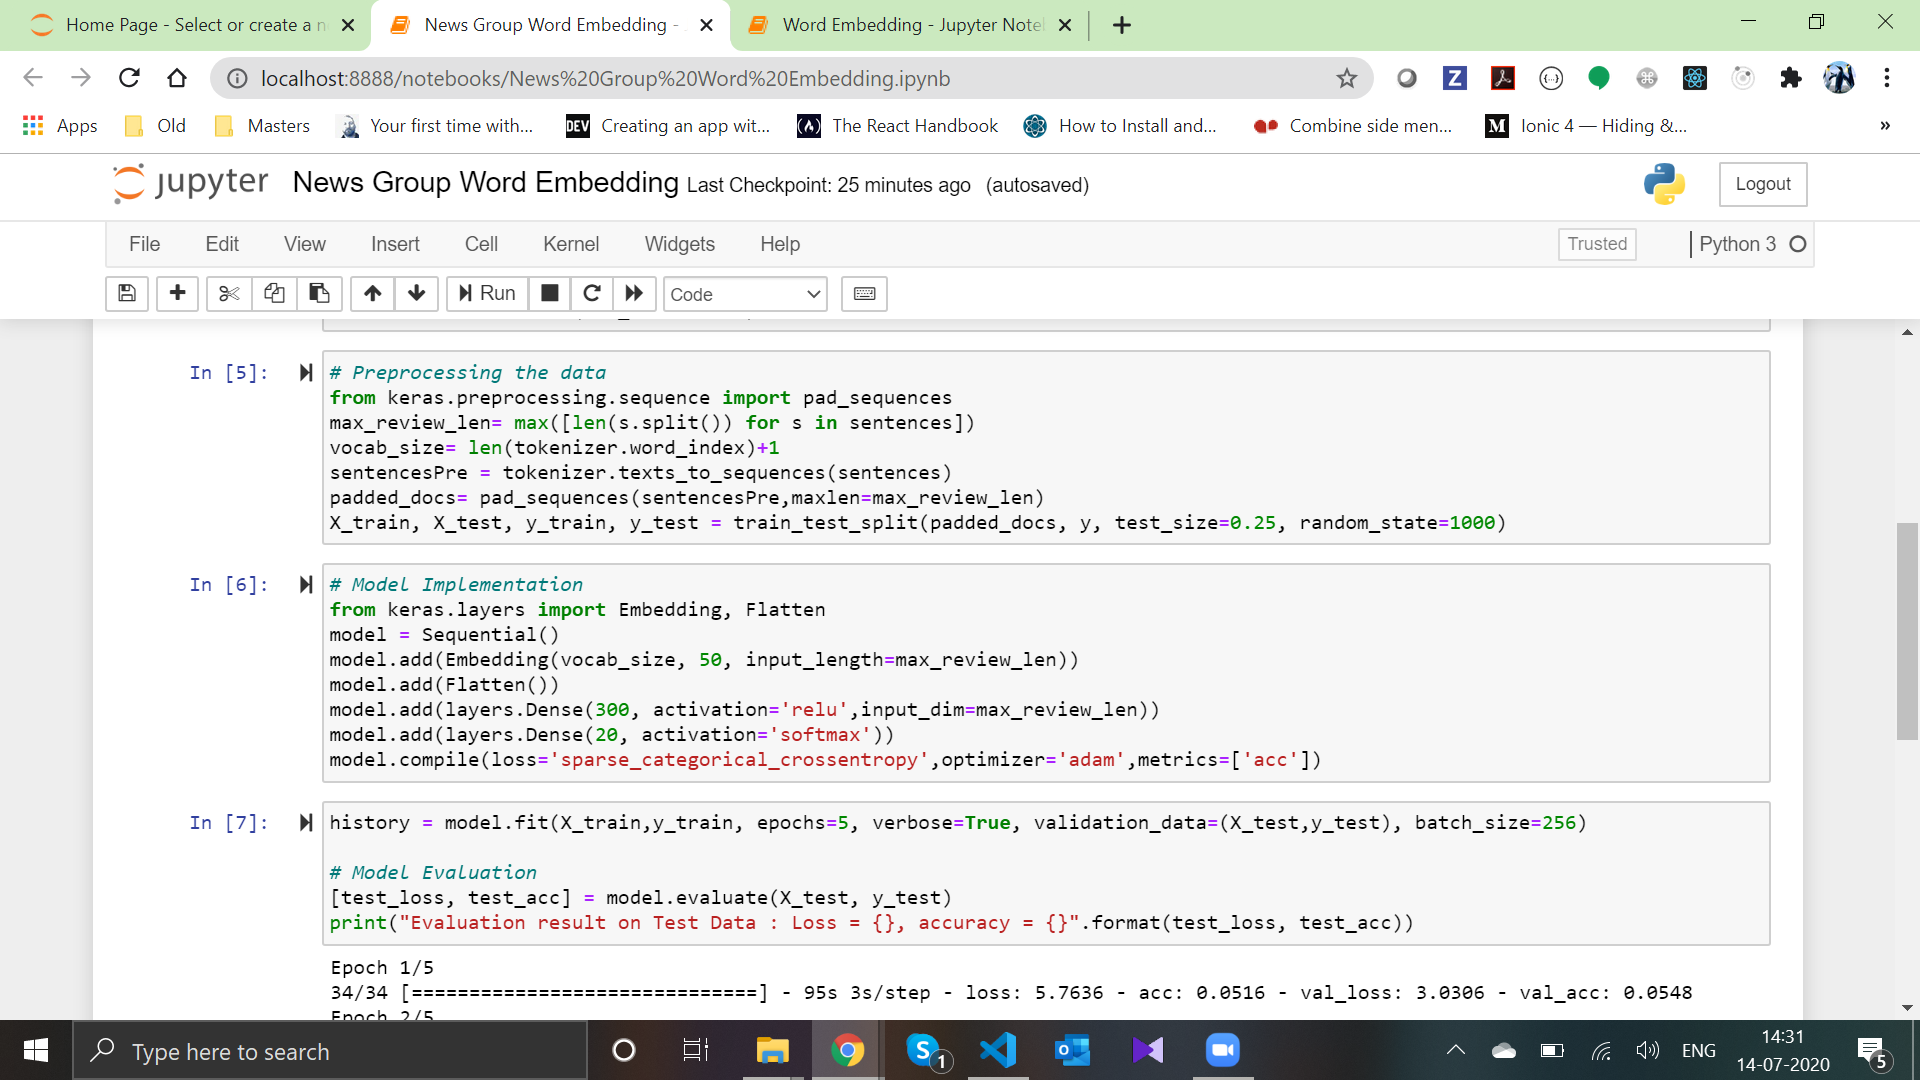 Home Page - Select or create a n
News Group Word Embedding -
Word Embedding - Jupyter Note
localhost:8888/notebooks/News%20Group%20Word%20Embedding.ipynb
Apps
Old
Masters
Your first time with...
DEV Creating an app wit...
The React Handbook
How to Install and...
Combine side men...
M Ionic 4 — Hiding &...
»
jupyter News Group Word Embedding Last Checkpoint: 25 minutes ago (autosaved)
Logout
File Edit View Insert Cell Kernel Widgets Help
Trusted
Python 3
Run
Code
In [5]:
# Preprocessing the data
from keras.preprocessing.sequence import pad_sequences
max_review_len= max([len(s.split()) for s in sentences])
vocab_size= len(tokenizer.word_index)+1
sentencesPre = tokenizer.texts_to_sequences(sentences)
padded_docs= pad_sequences(sentencesPre,maxlen=max_review_len)
X_train, X_test, y_train, y_test = train_test_split(padded_docs, y, test_size=0.25, random_state=1000)
In [6]:
# Model Implementation
from keras.layers import Embedding, Flatten
model = Sequential()
model.add(Embedding(vocab_size, 50, input_length=max_review_len))
model.add(Flatten())
model.add(layers.Dense(300, activation='relu',input_dim=max_review_len))
model.add(layers.Dense(20, activation='softmax'))
model.compile(loss='sparse_categorical_crossentropy',optimizer='adam',metrics=['acc'])
In [7]:
history = model.fit(X_train,y_train, epochs=5, verbose=True, validation_data=(X_test,y_test), batch_size=256)
# Model Evaluation
[test_loss, test_acc] = model.evaluate(X_test, y_test)
print("Evaluation result on Test Data : Loss = {}, accuracy = {}".format(test_loss, test_acc))
Epoch 1/5
34/34 [==============================] - 95s 3s/step - loss: 5.7636 - acc: 0.0516 - val_loss: 3.0306 - val_acc: 0.0548
Epoch 2/5
Type here to search
1
ENG
14:31
14-07-2020
5